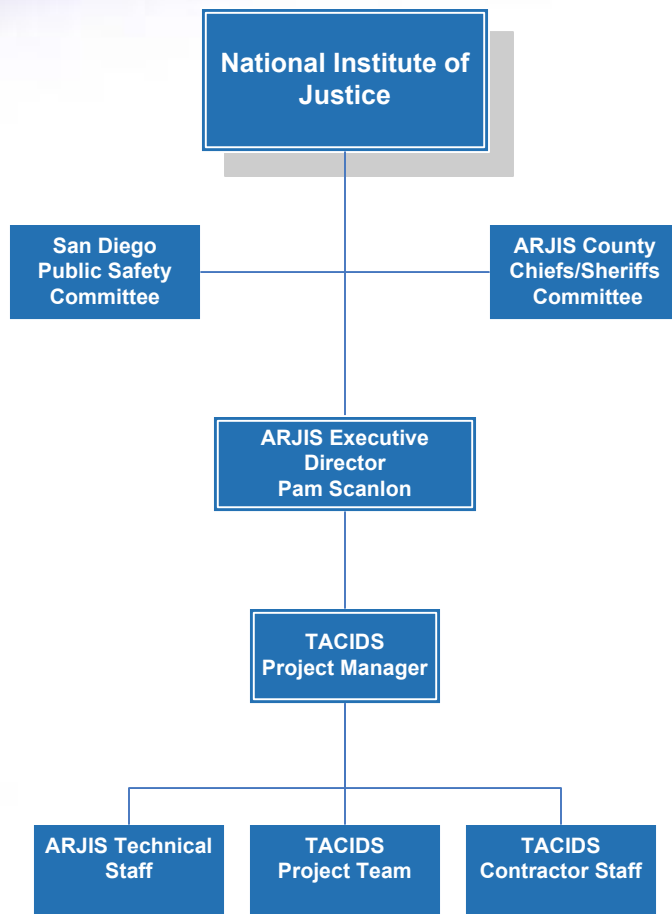 National Institute of
Justice
San Diego
Public Safety
Committee
ARJIS County
Chiefs/Sheriffs
Committee
ARJIS Executive
Director
Pam Scanlon
TACIDS
Project Manager
ARJIS Technical
Staff
TACIDS
Project Team
TACIDS
Contractor Staff